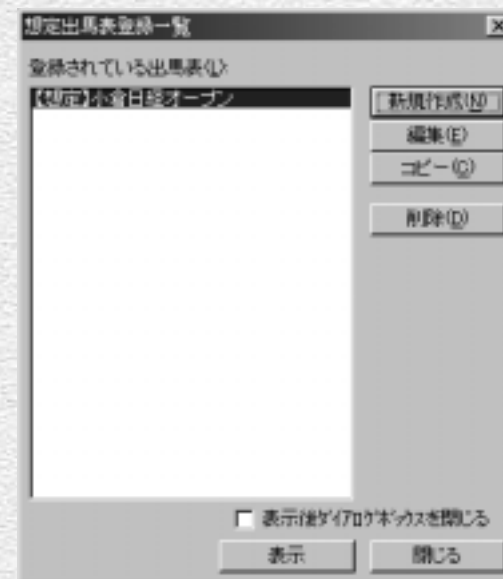 想定出馬表登録一覧
登録されている出馬表(L):
【想定】小倉日経オープン
新規作成(N)
編集(E)
コピー(C)
削除(D)
表示後ダイアログボックスを閉じる
表示
閉じる